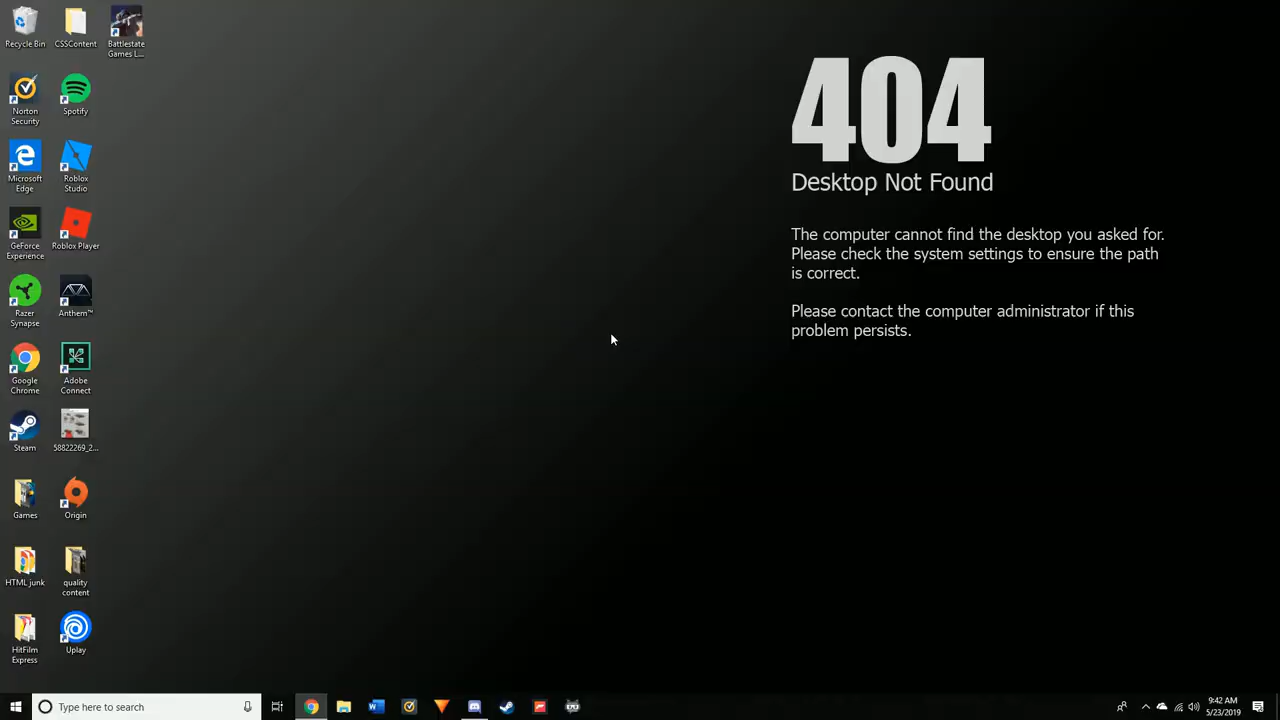 Recycle Bin
CSSContent
Battlestate
Games L...
Norton
Security
Spotify
Microsoft
Edge
Roblox
Studio
GeForce
Experience
Roblox Player
Razer
Synapse
Anthem™
Google
Chrome
Adobe
Connect
Steam
58822269_2...
Games
Origin
HTML junk
quality
content
HitFilm
Express
Uplay
404
Desktop Not Found
The computer cannot find the desktop you asked for.
Please check the system settings to ensure the path
is correct.
Please contact the computer administrator if this
problem persists.
Type here to search
9:42 AM
5/23/2019